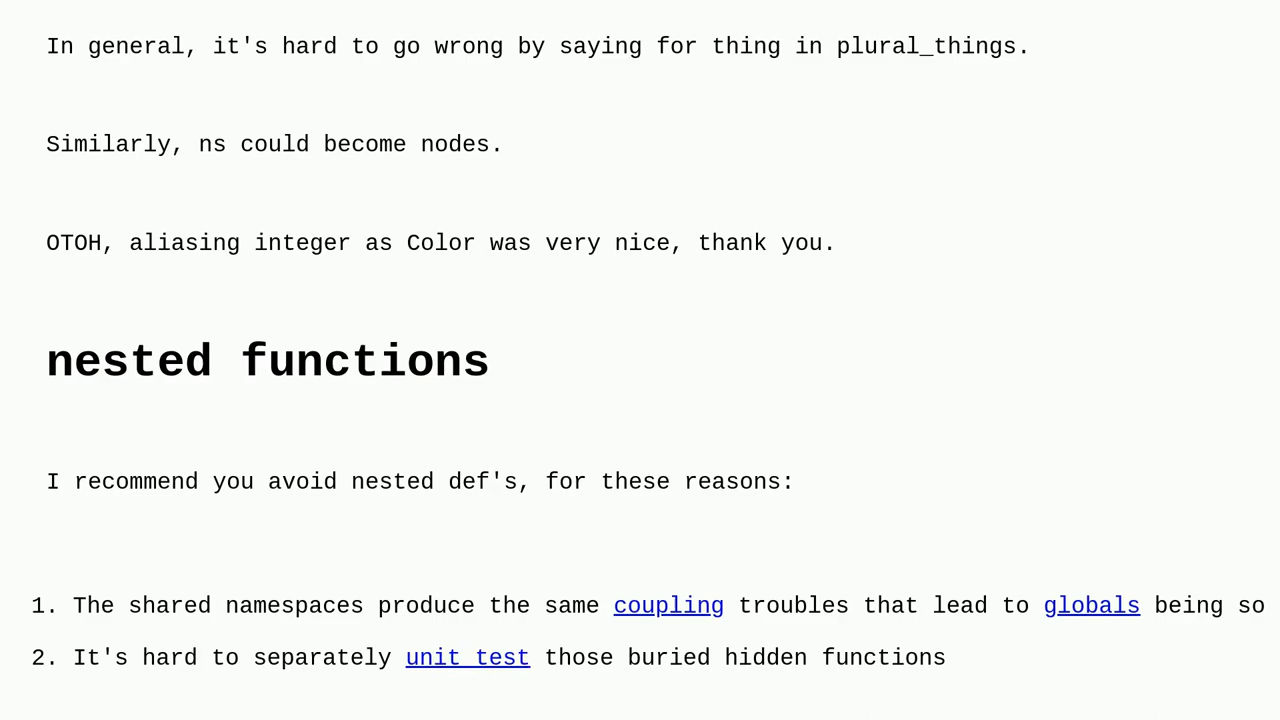 In general, it's hard to go wrong by saying for thing in plural_things.
Similarly, ns could become nodes.
OTOH, aliasing integer as Color was very nice, thank you.
nested functions
I recommend you avoid nested def's, for these reasons:
1. The shared namespaces produce the same coupling troubles that lead to globals being so
2. It's hard to separately unit test those buried hidden functions